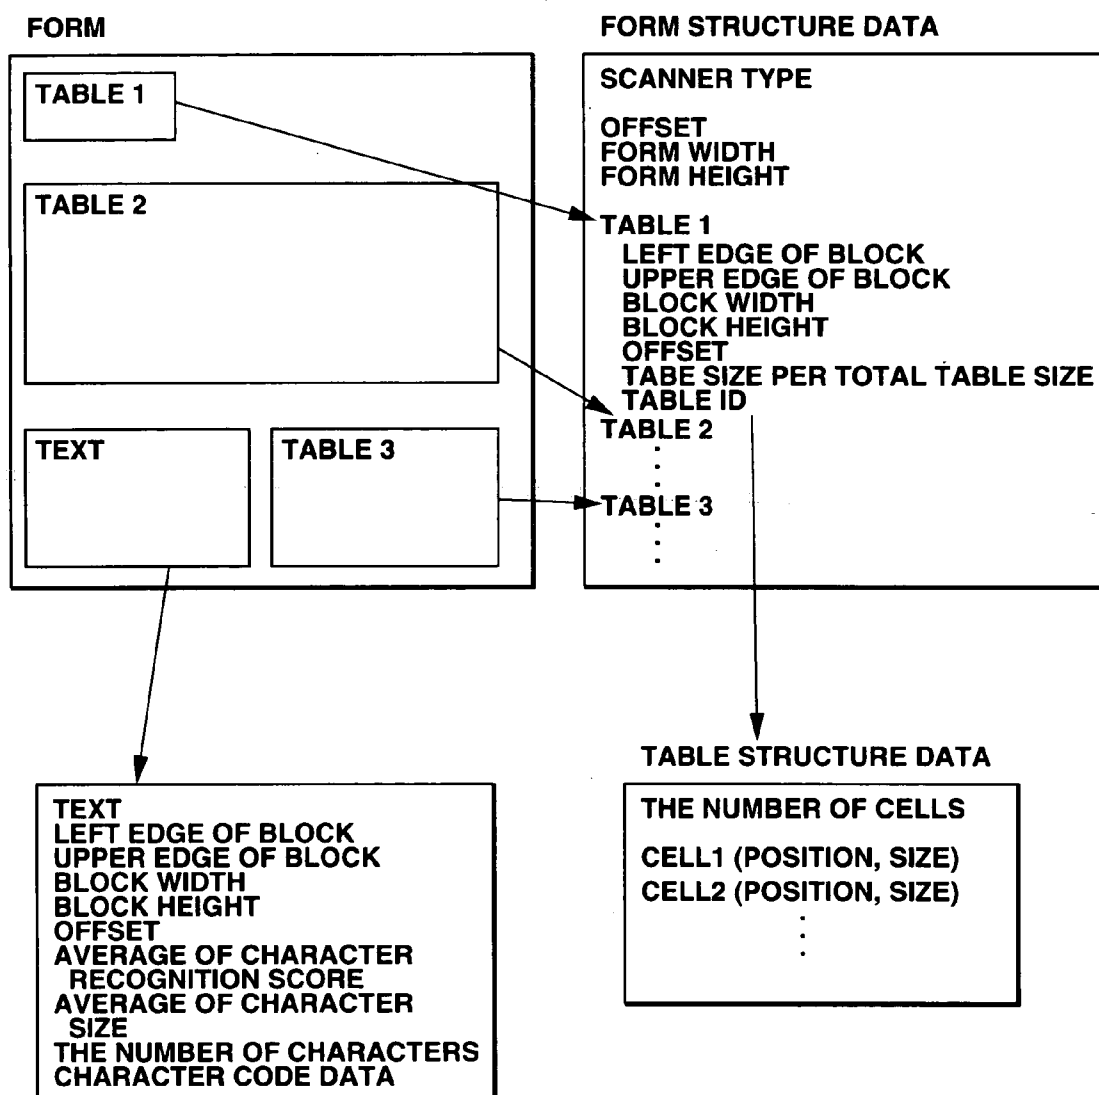 FORM
TABLE 1
TABLE 2
TEXT
TABLE 3
FORM STRUCTURE DATA
SCANNER TYPE
OFFSET
FORM WIDTH
FORM HEIGHT
TABLE 1
LEFT EDGE OF BLOCK
UPPER EDGE OF BLOCK
BLOCK WIDTH
BLOCK HEIGHT
OFFSET
TABE SIZE PER TOTAL TABLE SIZE
TABLE ID
TABLE 2
TABLE 3
TEXT
LEFT EDGE OF BLOCK
UPPER EDGE OF BLOCK
BLOCK WIDTH
BLOCK HEIGHT
OFFSET
AVERAGE OF CHARACTER
RECOGNITION SCORE
AVERAGE OF CHARACTER
SIZE
THE NUMBER OF CHARACTERS
CHARACTER CODE DATA
TABLE STRUCTURE DATA
THE NUMBER OF CELLS
CELL1 (POSITION, SIZE)
CELL2 (POSITION, SIZE)